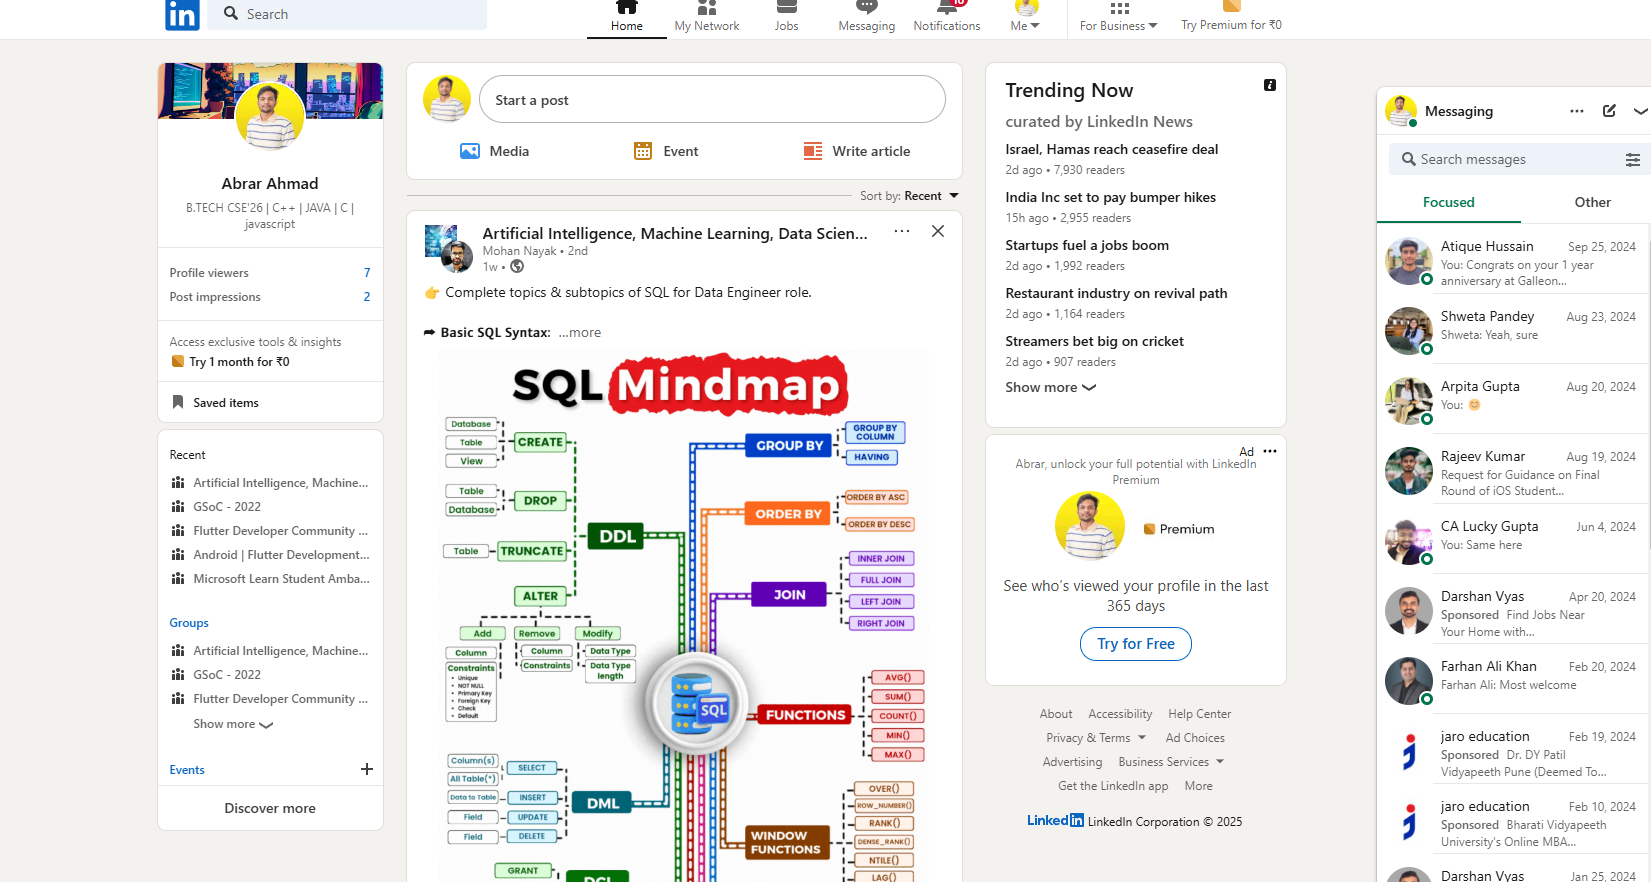 in
Search
Home
My Network
Jobs
Messaging
10
Notifications
Me
For Business
Try Premium for ₹0
Abrar Ahmad
B.TECH CSE'26 | C++ | JAVA | C |
javascript
Profile viewers 7
Post impressions 2
Access exclusive tools & insights
Try 1 month for ₹0
Saved items
Recent
Artificial Intelligence, Machine...
GSoC - 2022
Flutter Developer Community ...
Android | Flutter Development...
Microsoft Learn Student Amba...
Groups
Artificial Intelligence, Machine...
GSoC - 2022
Flutter Developer Community ...
Show more
Events
Discover more
Start a post
Media
Event
Write article
Sort by: Recent
Artificial Intelligence, Machine Learning, Data Scien...
Mohan Nayak • 2nd
1w •
Complete topics & subtopics of SQL for Data Engineer role.
➦ Basic SQL Syntax: ...more
SQL Mindmap
Database
Table
View
CREATE
Table
Database
DROP
Table
TRUNCATE
DDL
ALTER
Add
Remove
Modify
Column
Constraints
• Unique
• NOT NULL
• Primary Key
• Foreign Key
• Check
• Default
Column
Constraints
Data Type
Data Type
length
GROUP BY
GROUP BY
COLUMN
HAVING
ORDER BY
ORDER BY ASC
ORDER BY DESC
JOIN
INNER JOIN
FULL JOIN
LEFT JOIN
RIGHT JOIN
SQL
FUNCTIONS
AVG()
SUM()
COUNT()
MIN()
MAX()
Column(s)
All Table(*)
SELECT
Data to Table
INSERT
Field
UPDATE
Field
DELETE
DML
WINDOW
FUNCTIONS
OVER()
ROW_NUMBER()
RANK()
DENSE_RANK()
NTILE()
LAG()
GRANT
DCL
Trending Now
curated by LinkedIn News
Israel, Hamas reach ceasefire deal
2d ago • 7,930 readers
India Inc set to pay bumper hikes
15h ago • 2,955 readers
Startups fuel a jobs boom
2d ago • 1,992 readers
Restaurant industry on revival path
2d ago • 1,164 readers
Streamers bet big on cricket
2d ago • 907 readers
Show more
Ad
Abrar, unlock your full potential with LinkedIn
Premium
Premium
See who's viewed your profile in the last
365 days
Try for Free
About Accessibility Help Center
Privacy & Terms Ad Choices
Advertising Business Services
Get the LinkedIn app More
LinkedIn LinkedIn Corporation © 2025
Messaging
Search messages
Focused
Other
Atique Hussain Sep 25, 2024
You: Congrats on your 1 year
anniversary at Galleon...
Shweta Pandey Aug 23, 2024
Shweta: Yeah, sure
Arpita Gupta Aug 20, 2024
You: 😊
Rajeev Kumar Aug 19, 2024
Request for Guidance on Final
Round of iOS Student...
CA Lucky Gupta Jun 4, 2024
You: Same here
Darshan Vyas Apr 20, 2024
Sponsored Find Jobs Near
Your Home with...
Farhan Ali Khan Feb 20, 2024
Farhan Ali: Most welcome
jaro education Feb 19, 2024
Sponsored Dr. DY Patil
Vidyapeeth Pune (Deemed To...
jaro education Feb 10, 2024
Sponsored Bharati Vidyapeeth
University's Online MBA...
Darshan Vyas Jan 25, 2024